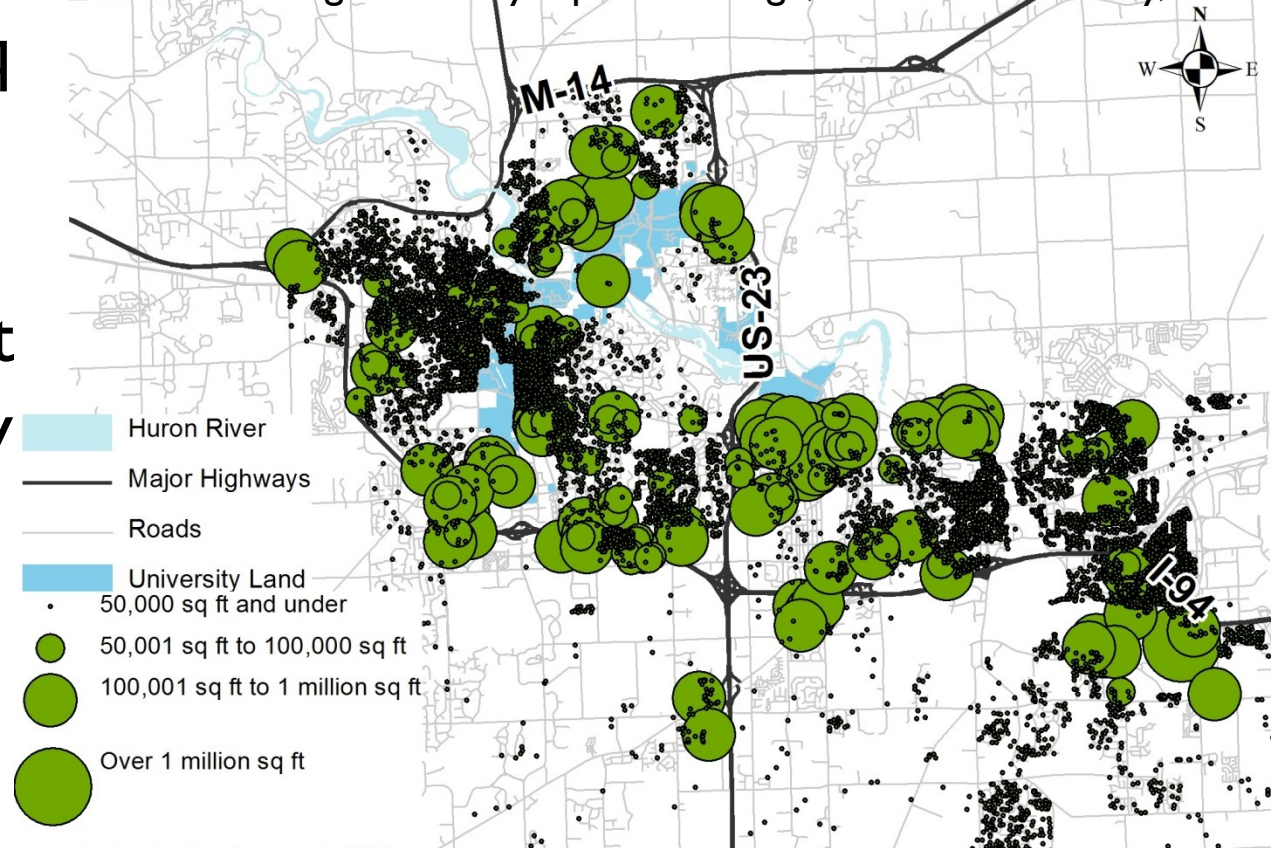 N
W E
S
M-14
US-23
I-94
Huron River
Major Highways
Roads
University Land
50,000 sq ft and under
50,001 sq ft to 100,000 sq ft
100,001 sq ft to 1 million sq ft
Over 1 million sq ft